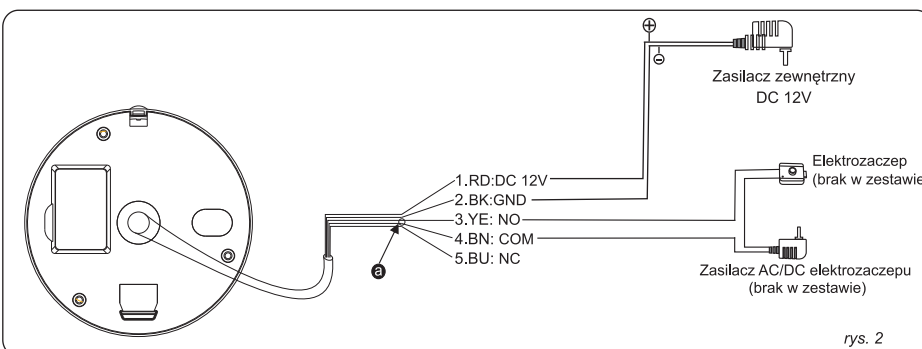 ⊕
⊖
Zasilacz zewnętrzny
DC 12V
1.RD:DC 12V
2.BK:GND
3.YE: NO
4.BN: COM
5.BU: NC
a
Elektrozaczep
(brak w zestawie
Zasilacz AC/DC elektrozaczepu
(brak w zestawie)
rys. 2